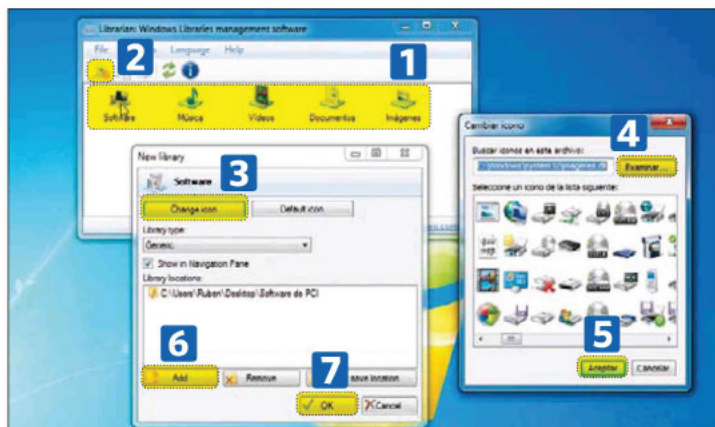 Librarian: Windows Libraries management software
File
Language
Help
2
1
Software
Música
Vídeos
Documentos
Imágenes
New library
Software
3
Change icon
Default icon
Library type:
Generic
Show in Navigation Pane
Library locations:
C:\Users\Ruben\Desktop\Software de PC\
6
Add
Remove
save location
7
OK
Cancel
Cambiar icono
4
Buscar iconos en este archivo:
Examinar...
Seleccione un icono de la lista siguiente:
5
Aceptar
Cancelar